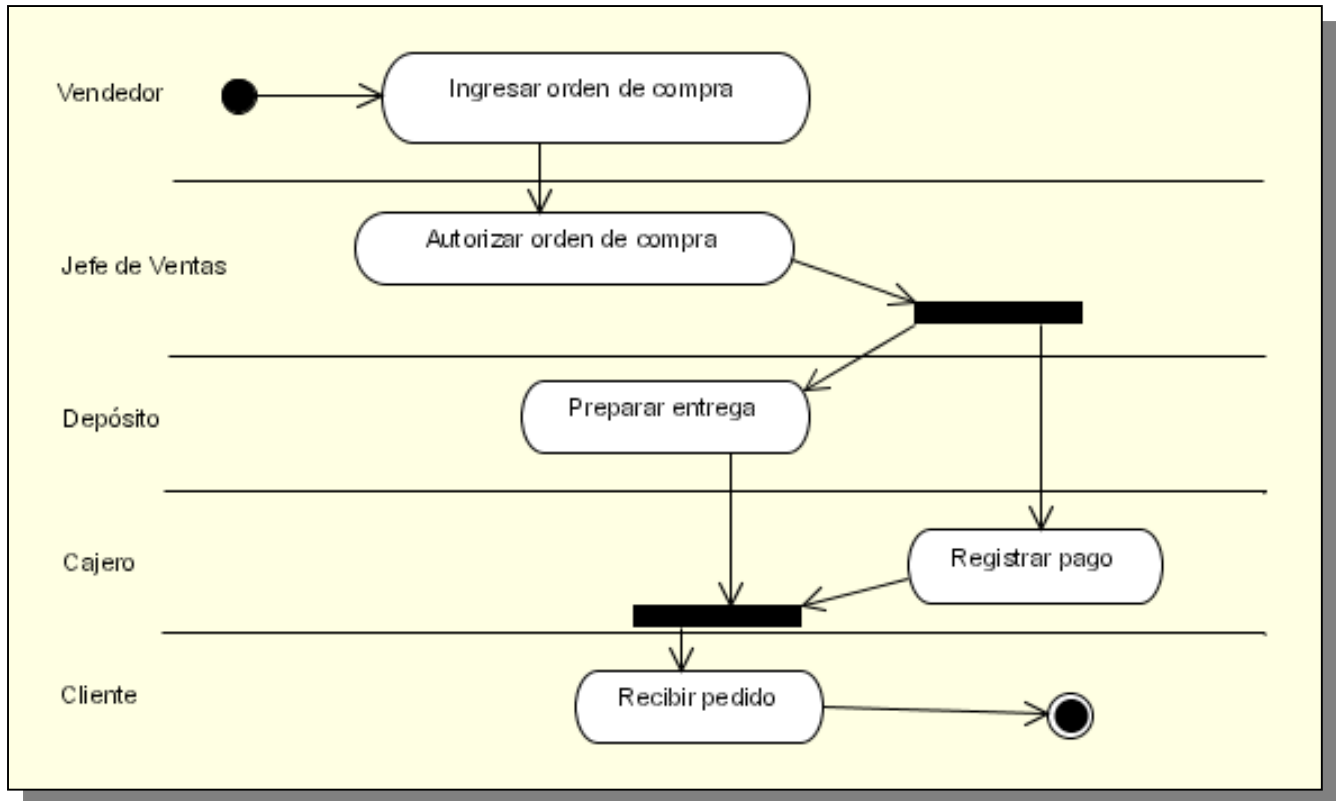 Vendedor
Ingresar orden de compra
Autorizar orden de compra
Jefe de Ventas
Preparar entrega
Depósito
Registrar pago
Cajero
Recibir pedido
Cliente